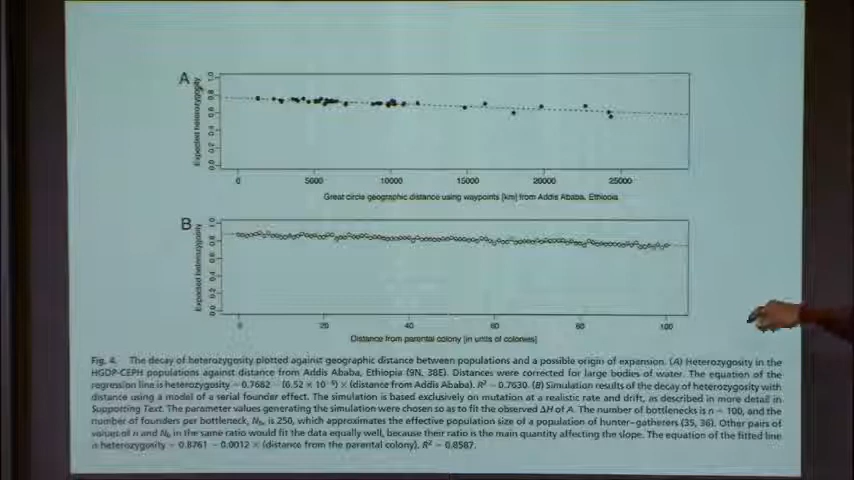 A
Expected heterozygosity
0.0 0.2 0.4 0.6 0.8 1.0
0 5000 10000 15000 20000 25000
Great circle geographic distance using waypoints [km] from Addis Ababa, Ethiopia
B
Expected heterozygosity
0.0 0.2 0.4 0.6 0.8 1.0
0 20 40 60 80 100
Distance from parental colony [in units of colonies]
Fig. 4. The decay of heterozygosity plotted against geographic distance between populations and a possible origin of expansion. (A) Heterozygosity in the
HGDP-CEPH populations against distance from Addis Ababa, Ethiopia (9N, 38E). Distances were corrected for large bodies of water. The equation of the
regression line is heterozygosity = 0.7682 − (6.52 × 10⁻⁶) × (distance from Addis Ababa). R² = 0.7630. (B) Simulation results of the decay of heterozygosity with
distance using a model of a serial founder effect. The simulation is based exclusively on mutation at a realistic rate and drift, as described in more detail in
Supporting Text. The parameter values generating the simulation were chosen so as to fit the observed ΔH of A. The number of bottlenecks is n = 100, and the
number of founders per bottleneck, Nb, is 250, which approximates the effective population size of a population of hunter–gatherers (35, 36). Other pairs of
values of n and Nb in the same ratio would fit the data equally well, because their ratio is the main quantity affecting the slope. The equation of the fitted line
is heterozygosity = 0.8761 − 0.0012 × (distance from the parental colony). R² = 0.8567.